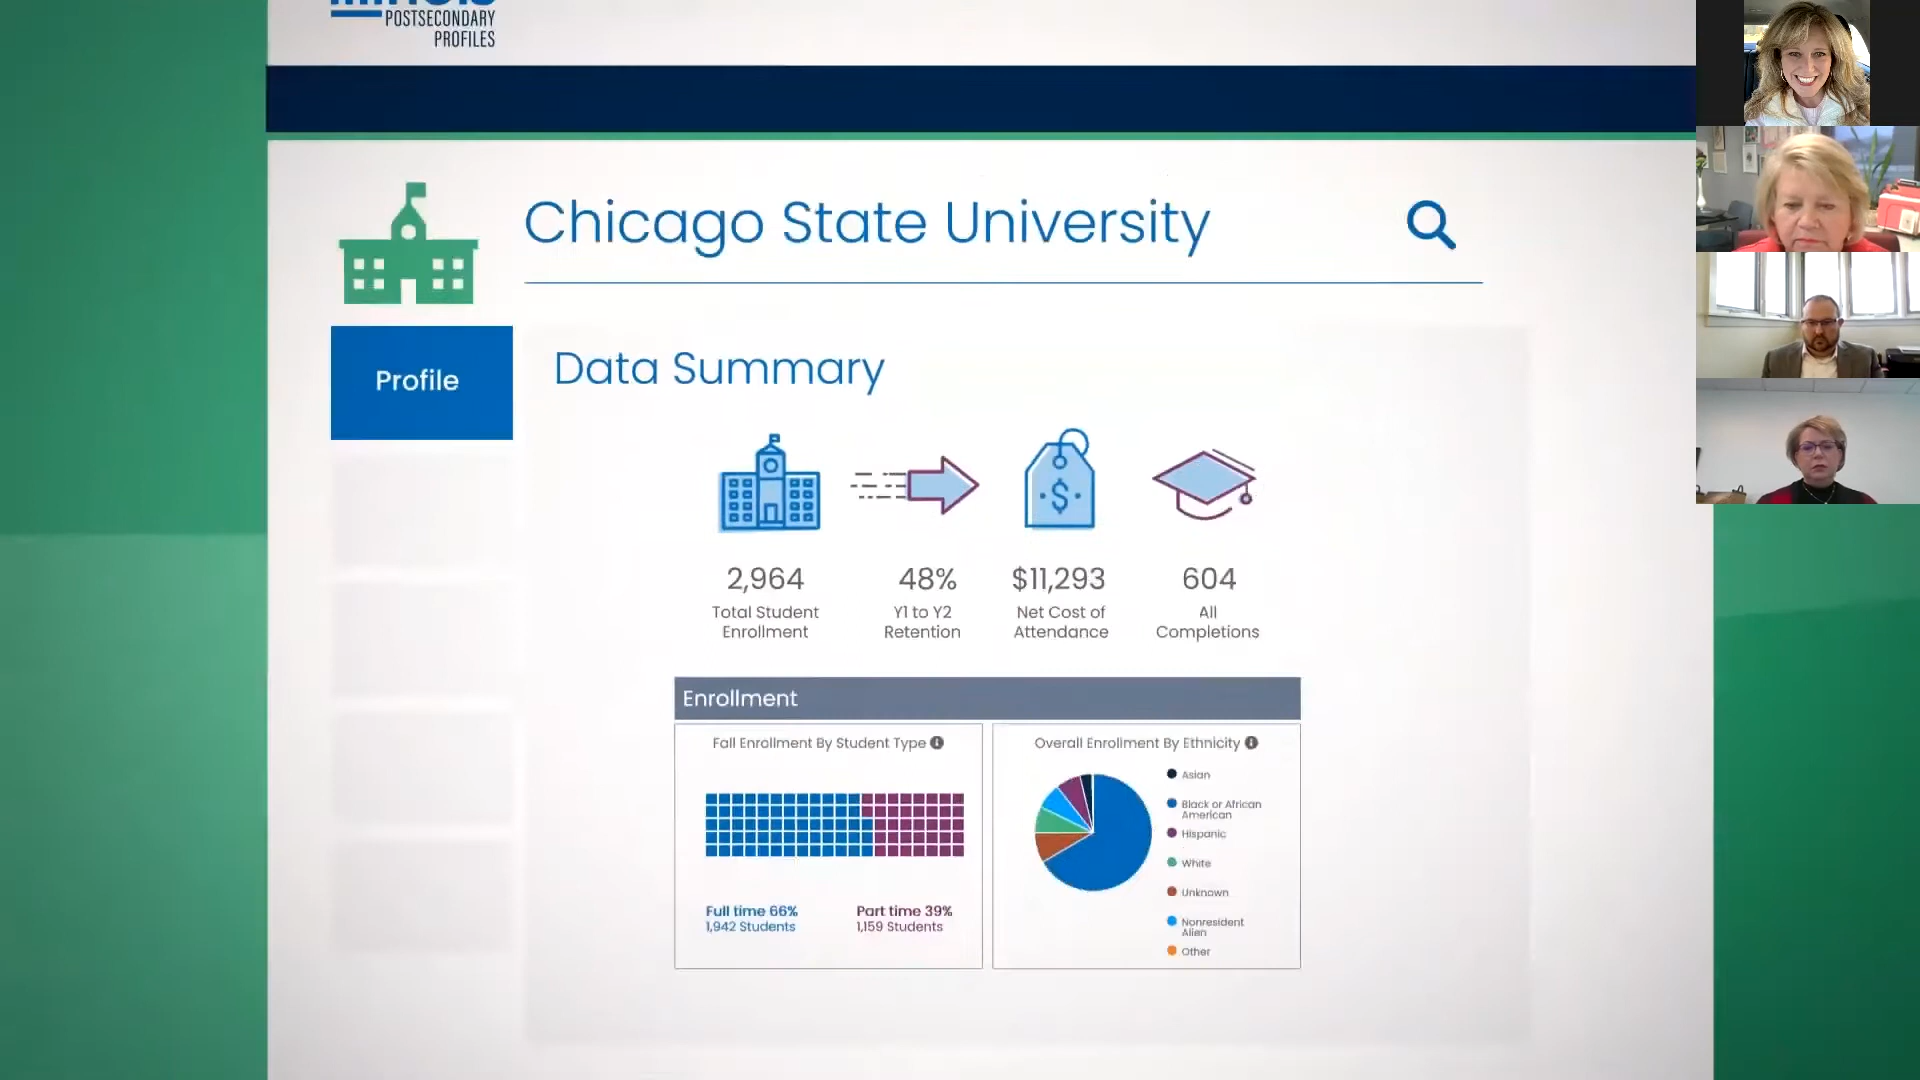 POSTSECONDARY
PROFILES
Chicago State University
Profile
Data Summary
2,964
Total Student
Enrollment
48%
Y1 to Y2
Retention
$11,293
Net Cost of
Attendance
604
All
Completions
Enrollment
Fall Enrollment By Student Type
Full time 66%
1,942 Students
Part time 39%
1,159 Students
Overall Enrollment By Ethnicity
Asian
Black or African
American
Hispanic
White
Unknown
Nonresident
Alien
Other